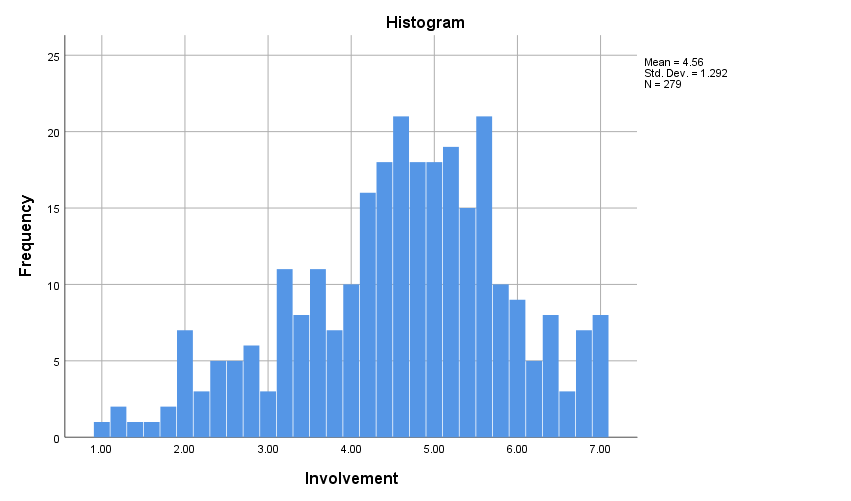 Histogram
Mean = 4.56
Std. Dev. = 1.292
N = 279
25
20
15
10
5
0
Frequency
1.00 2.00 3.00 4.00 5.00 6.00 7.00
Involvement